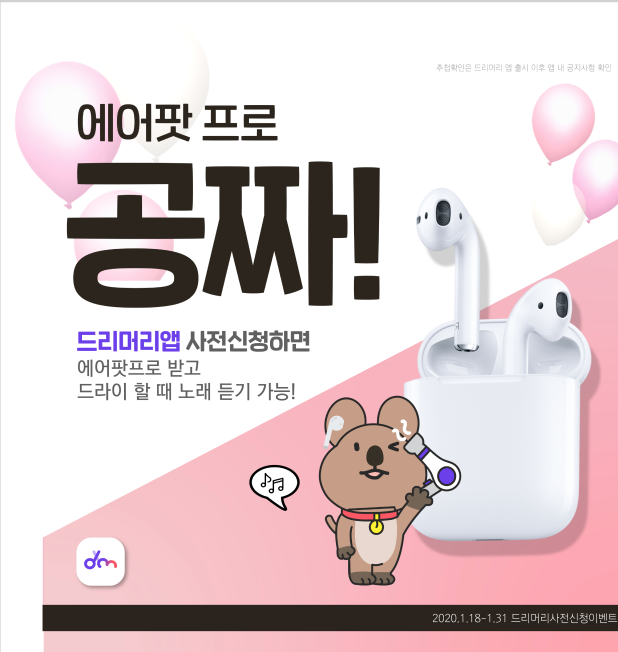 추첨확인은 드리머리 앱 출시 이후 앱 내 공지사항 확인
에어팟 프로
공짜!
드리머리앱 사전신청하면
에어팟프로 받고
드라이 할 때 노래 듣기 가능!
dm
2020.1.18-1.31 드리머리사전신청이벤트